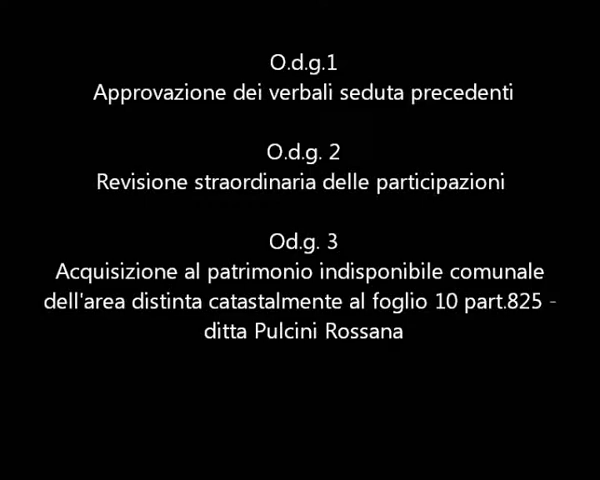 O.d.g.1
Approvazione dei verbali seduta precedenti
O.d.g. 2
Revisione straordinaria delle participazioni
Od.g. 3
Acquisizione al patrimonio indisponibile comunale
dell'area distinta catastalmente al foglio 10 part.825 -
ditta Pulcini Rossana